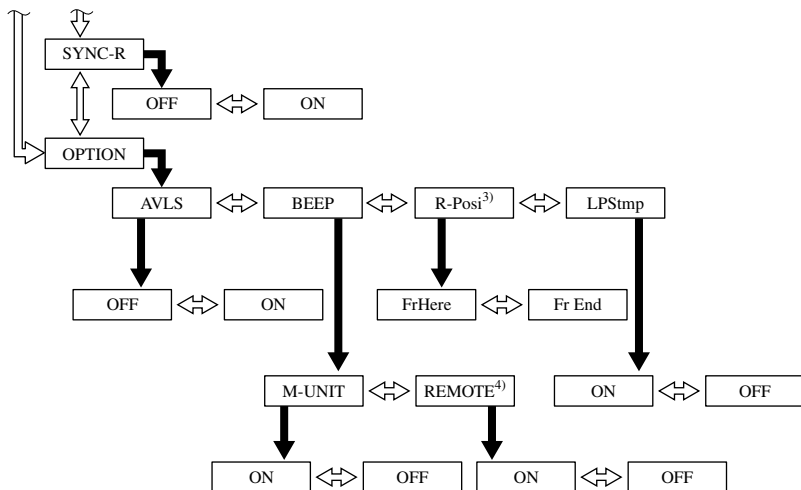 SYNC-R
OFF ON
OPTION
AVLS BEEP R-Posi3) LPStmp
OFF ON FrHere Fr End
M-UNIT REMOTE4) ON OFF
ON OFF ON OFF